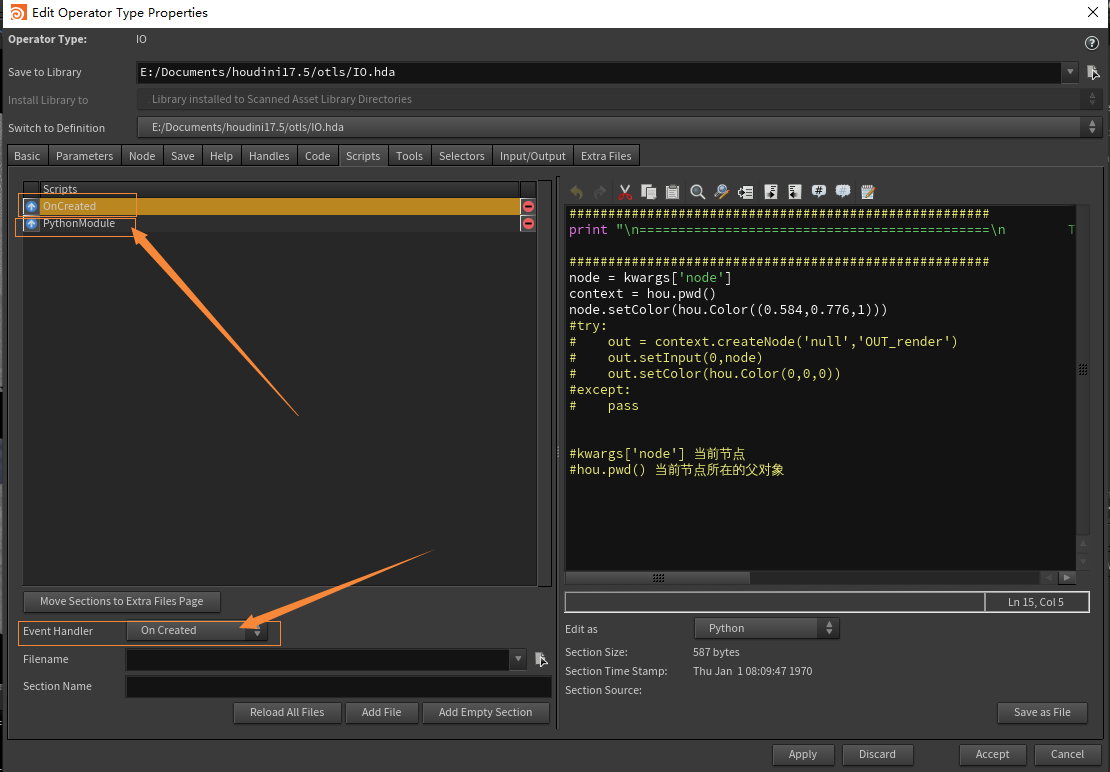 Edit Operator Type Properties
Operator Type: IO
Save to Library E:/Documents/houdini17.5/otls/IO.hda
Install Library to Library installed to Scanned Asset Library Directories
Switch to Definition E:/Documents/houdini17.5/otls/IO.hda
Basic Parameters Node Save Help Handles Code Scripts Tools Selectors Input/Output Extra Files
Scripts
OnCreated
PythonModule
######################################################
print "\n=============================================\n T
######################################################
node = kwargs['node']
context = hou.pwd()
node.setColor(hou.Color((0.584,0.776,1)))
#try:
#    out = context.createNode('null','OUT_render')
#    out.setInput(0,node)
#    out.setColor(hou.Color(0,0,0))
#except:
#    pass
#kwargs['node'] 当前节点
#hou.pwd() 当前节点所在的父对象
Move Sections to Extra Files Page
Event Handler On Created
Filename
Section Name
Reload All Files Add File Add Empty Section
Ln 15, Col 5
Edit as Python
Section Size: 587 bytes
Section Time Stamp: Thu Jan 1 08:09:47 1970
Section Source:
Save as File
Apply Discard Accept Cancel